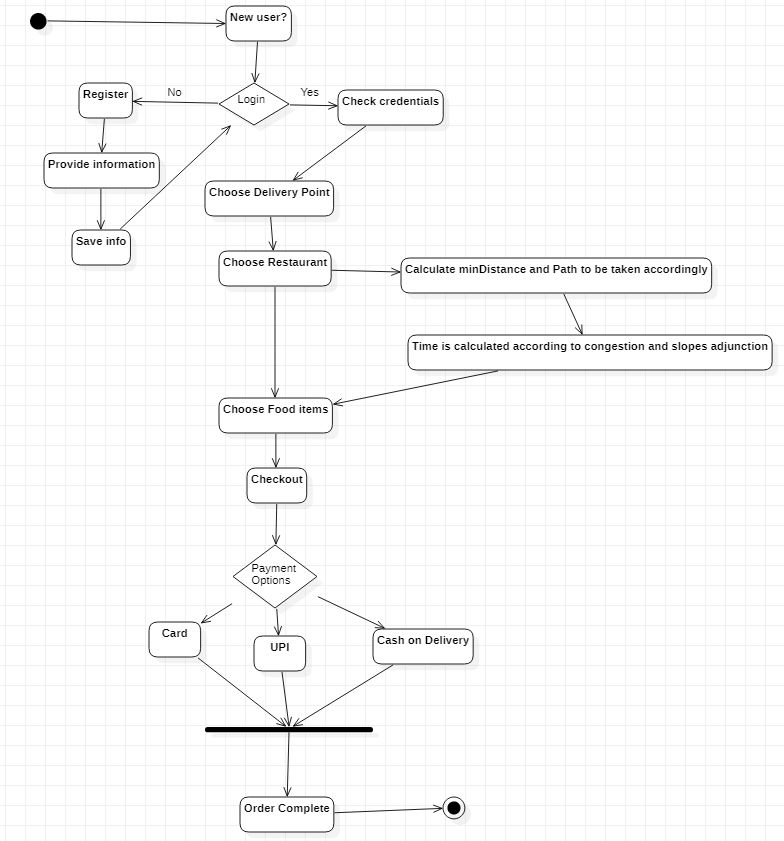 New user?
Login
No
Yes
Register
Check credentials
Provide information
Save info
Choose Delivery Point
Choose Restaurant
Calculate minDistance and Path to be taken accordingly
Time is calculated according to congestion and slopes adjunction
Choose Food items
Checkout
Payment
Options
Card
UPI
Cash on Delivery
Order Complete